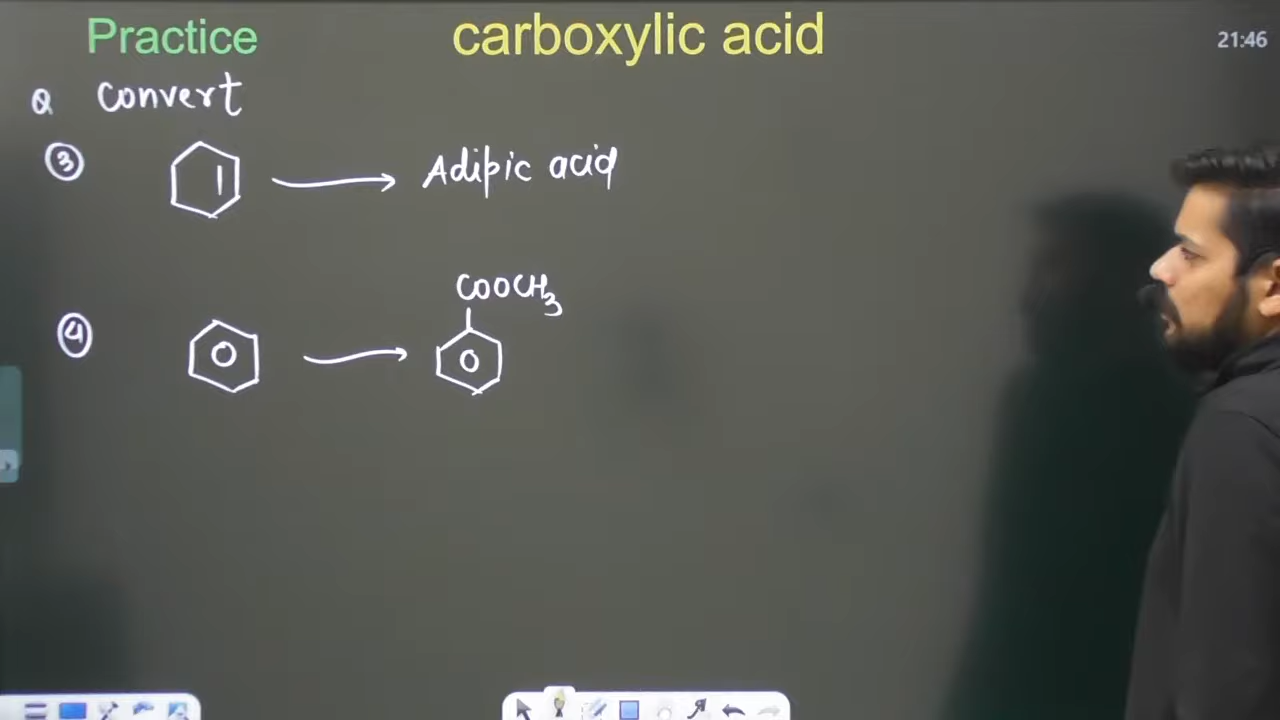 Practice carboxylic acid 21:46
Q Convert
③ Adipic acid
COOCH3
④